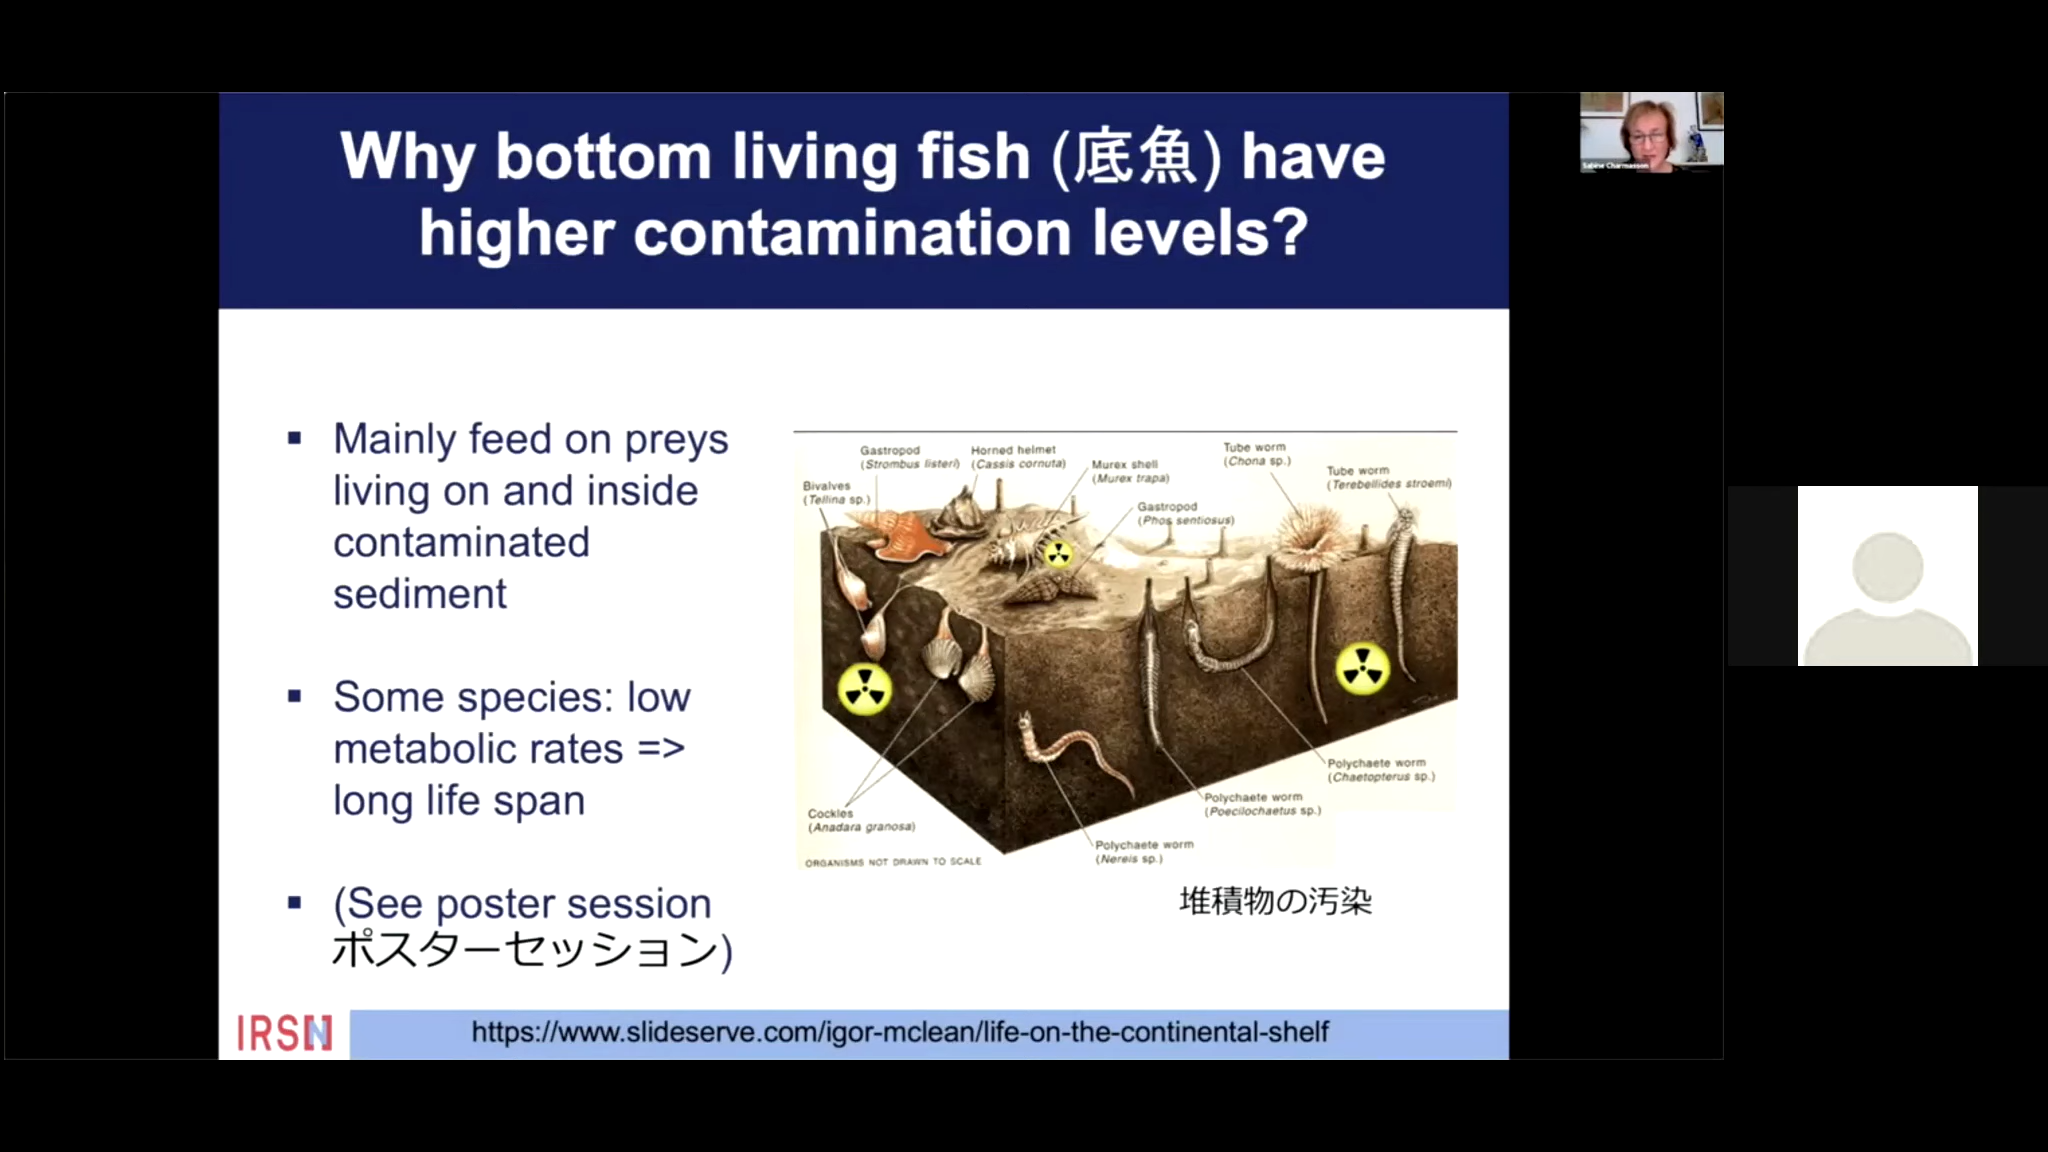 Why bottom living fish (底魚) have
higher contamination levels?
Sabine Charmasson
▪ Mainly feed on preys
living on and inside
contaminated
sediment
▪ Some species: low
metabolic rates =>
long life span
▪ (See poster session
ポスターセッション)
Gastropod
(Strombus listeri)
Horned helmet
(Cassis cornuta)
Murex shell
(Murex trapa)
Tube worm
(Chona sp.)
Tube worm
(Terebellides stroemi)
Bivalves
(Tellina sp.)
Gastropod
(Phos sentiosus)
Polychaete worm
(Chaetopterus sp.)
Polychaete worm
(Poecilochaetus sp.)
Cockles
(Anadara granosa)
Polychaete worm
(Nereis sp.)
ORGANISMS NOT DRAWN TO SCALE
堆積物の汚染
IRSN
https://www.slideserve.com/igor-mclean/life-on-the-continental-shelf